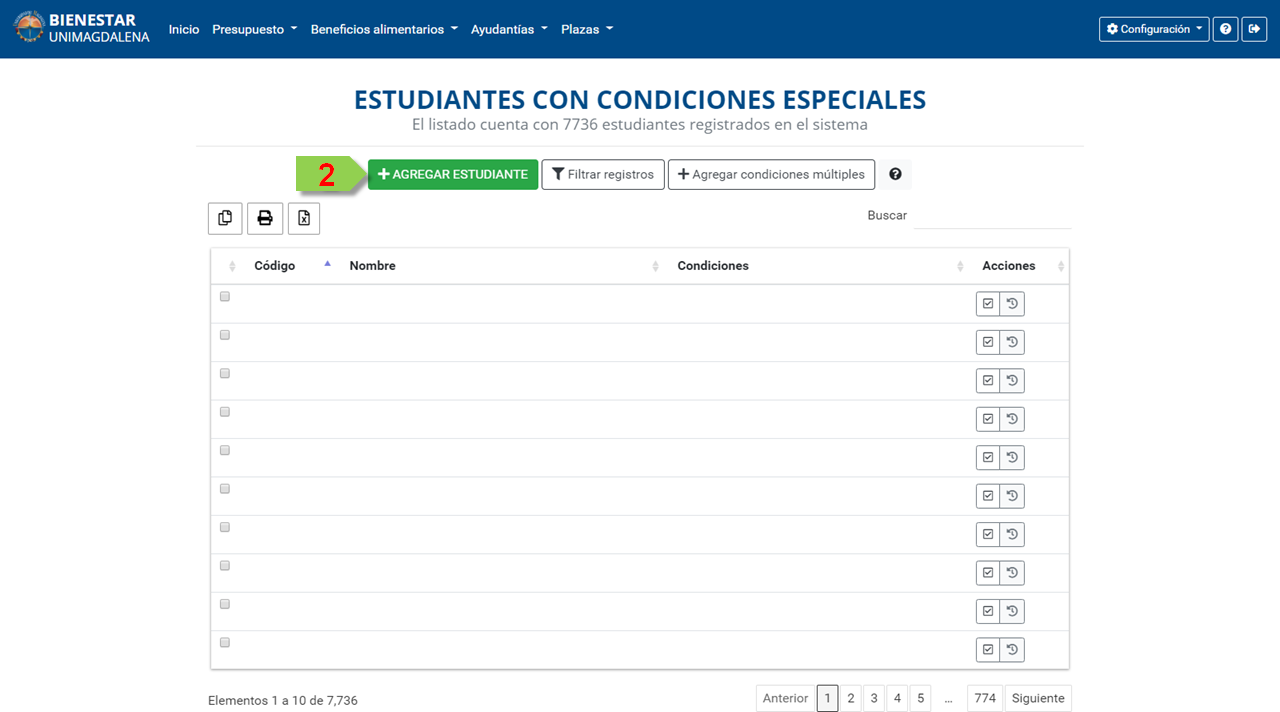 BIENESTAR
UNIMAGDALENA
Inicio Presupuesto Beneficios alimentarios Ayudantías Plazas Configuración
ESTUDIANTES CON CONDICIONES ESPECIALES
El listado cuenta con 7736 estudiantes registrados en el sistema
2 AGREGAR ESTUDIANTE Filtrar registros Agregar condiciones múltiples
Buscar
Código Nombre Condiciones Acciones
Elementos 1 a 10 de 7,736
Anterior 1 2 3 4 5 ... 774 Siguiente